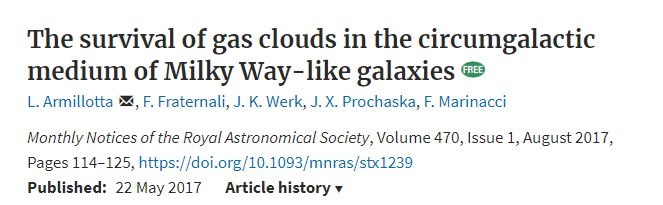 The survival of gas clouds in the circumgalactic
medium of Milky Way-like galaxies FREE
L. Armillotta, F. Fraternali, J. K. Werk, J. X. Prochaska, F. Marinacci
Monthly Notices of the Royal Astronomical Society, Volume 470, Issue 1, August 2017,
Pages 114–125, https://doi.org/10.1093/mnras/stx1239
Published: 22 May 2017 Article history ▾